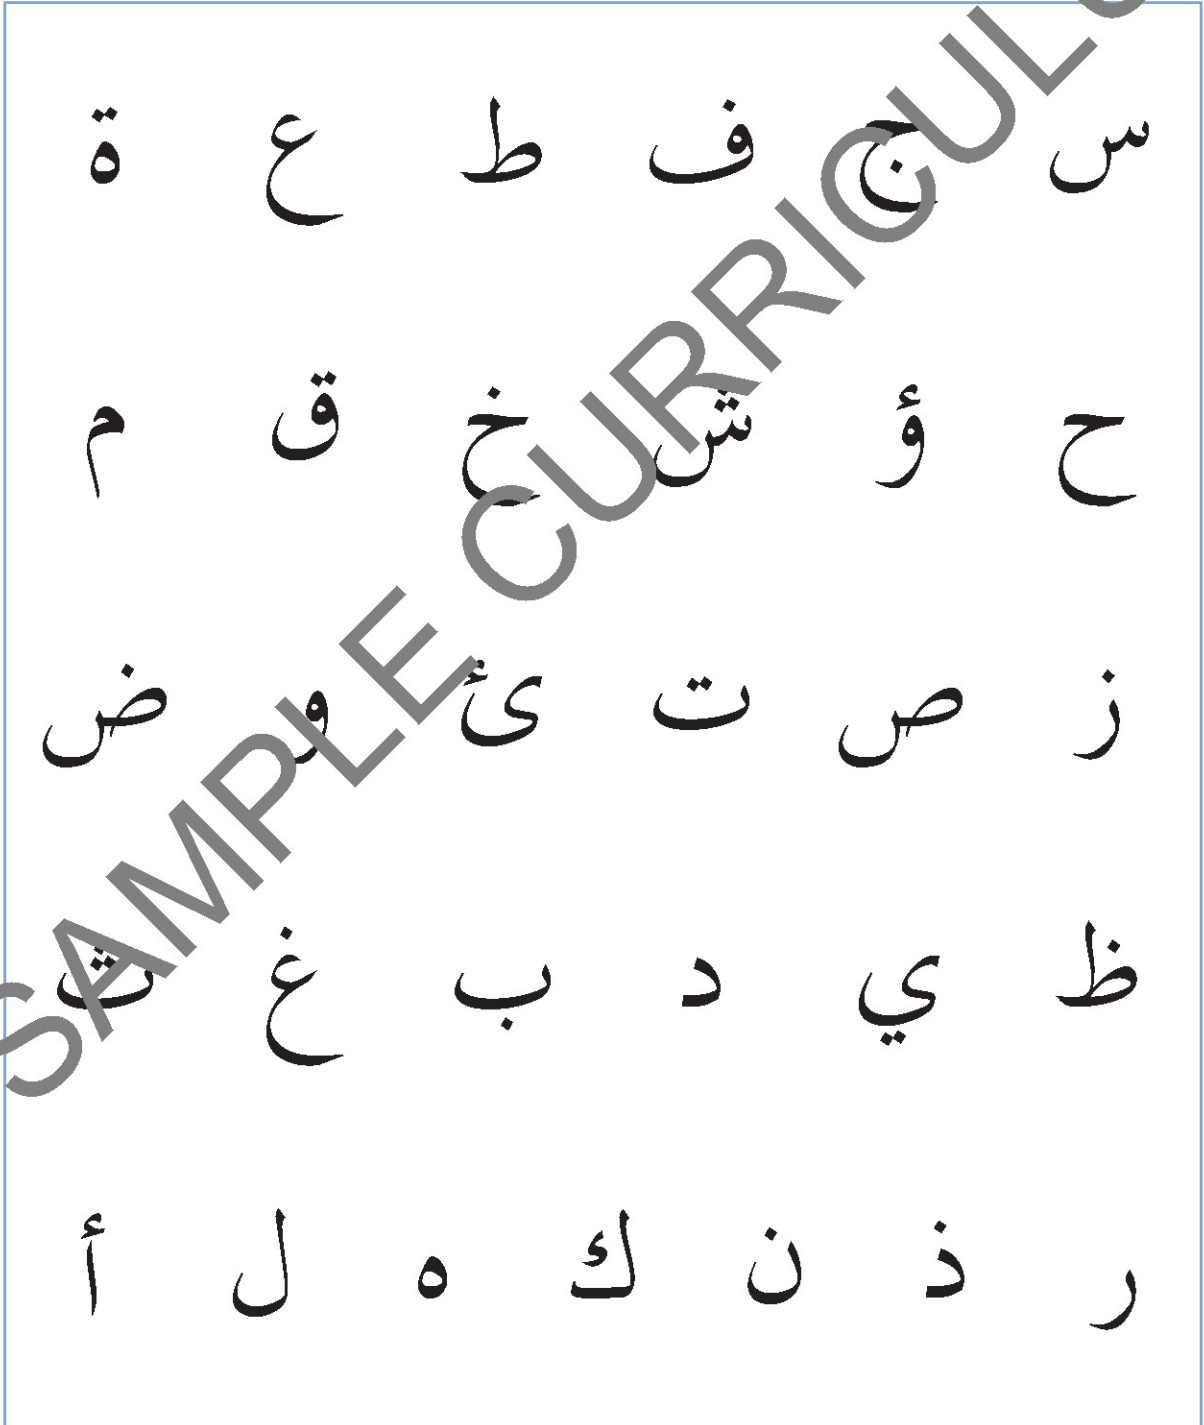 س ج ف ط ع ة
ح ؤ ش خ ق م
ز ص ت ئ و ض
ظ ي د ب غ ث
ر ذ ن ك ه ل أ
SAMPLE CURRICUL